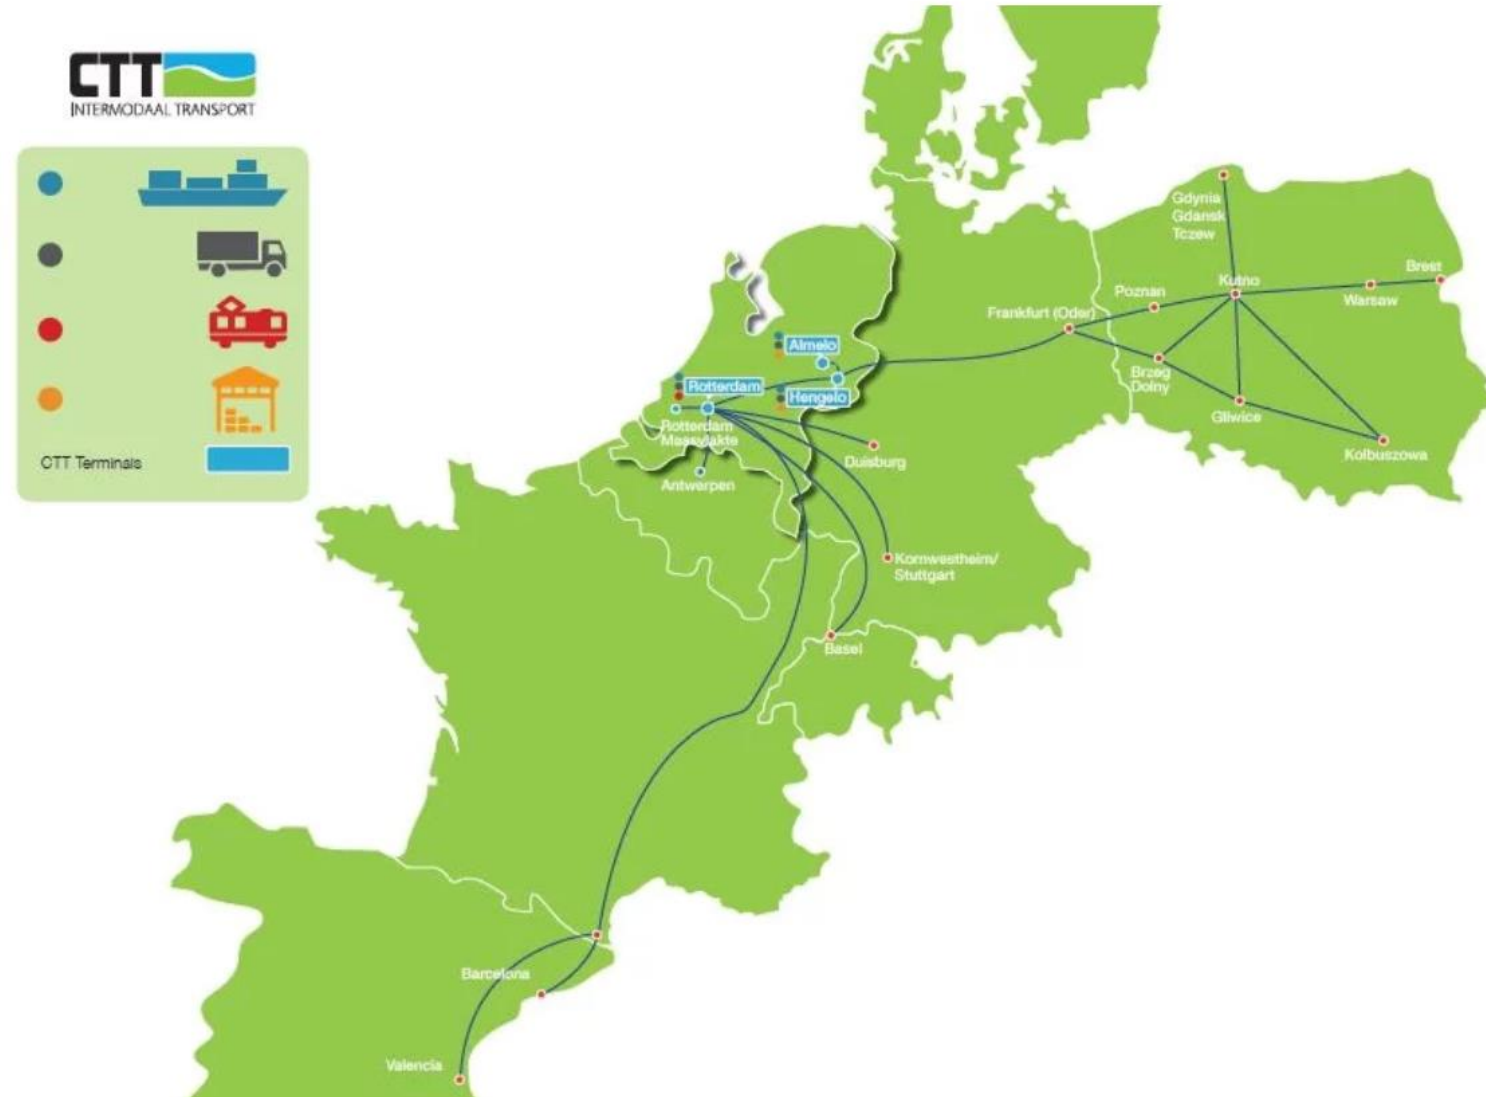 CTT
INTERMODAAL TRANSPORT
CTT Terminals
Gdynia
Gdansk
Tczew
Brest
Kutno
Poznan
Warsaw
Frankfurt (Oder)
Almelo
Brzeg
Dolny
Rotterdam
Hengelo
Gliwice
Rotterdam
Maasvlakte
Duisburg
Kolbuszowa
Antwerpen
Kornwestheim/
Stuttgart
Basel
Barcelona
Valencia